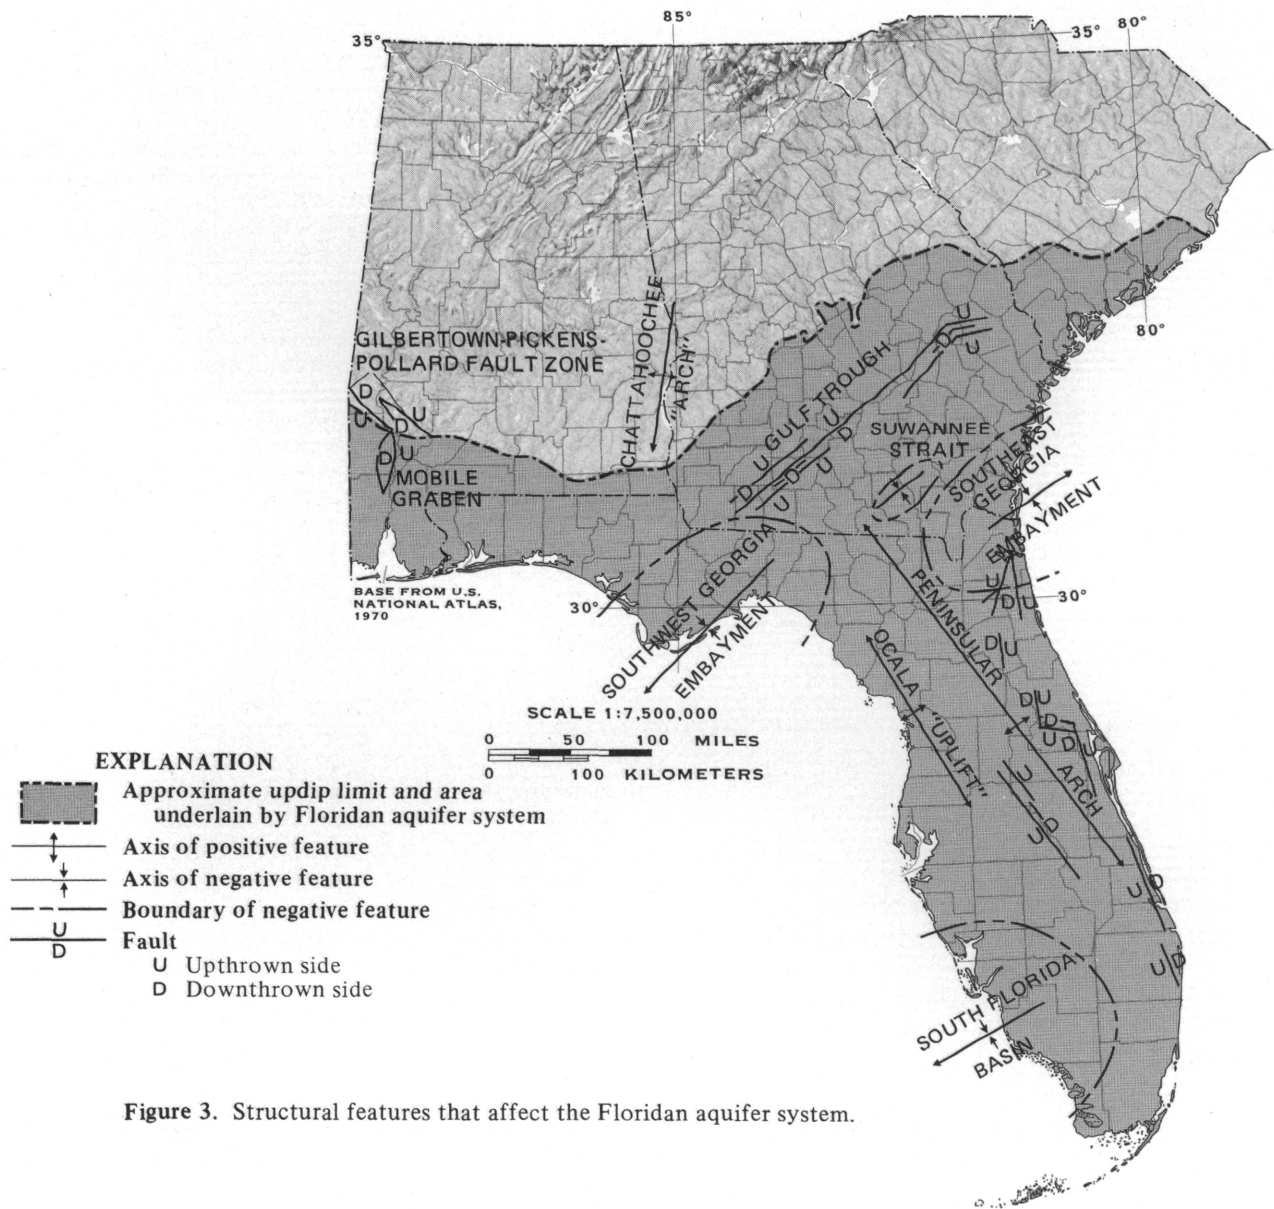 85°
80°
35°
35°
80°
GILBERTOWN-PICKENS-
POLLARD FAULT ZONE
CHATTAHOOCHEE
"ARCH"
GULF TROUGH
U
D
U
D
U
D
U
MOBILE
GRABEN
U
D
U
U
D
U
D
D
U
U
SUWANNEE
STRAIT
SOUTHEAST
GEORGIA
EMBAYMENT
BASE FROM U.S.
NATIONAL ATLAS,
1970
30°
30°
SOUTHWEST GEORGIA
EMBAYMENT
PENINSULAR
ARCH
OCALA
"UPLIFT"
U
D
U
D
U
D
U
D
U
D
U
U
D
U
U
D
U
D
SCALE 1:7,500,000
0 50 100 MILES
0 100 KILOMETERS
SOUTH FLORIDA
BASIN
EXPLANATION
Approximate updip limit and area
underlain by Floridan aquifer system
Axis of positive feature
Axis of negative feature
Boundary of negative feature
U
D
Fault
U Upthrown side
D Downthrown side
Figure 3. Structural features that affect the Floridan aquifer system.